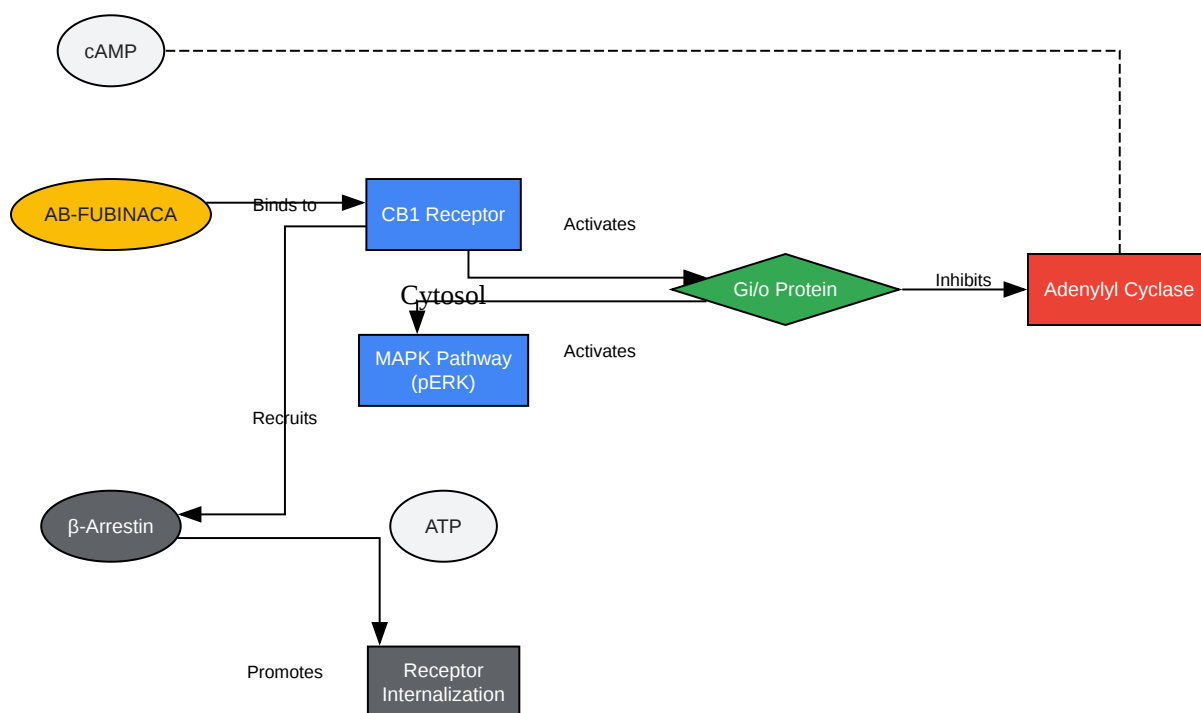 cAMP
AB-FUBINACA
Binds to
CB1 Receptor
Activates
Gi/o Protein
Inhibits
Adenylyl Cyclase
Cytosol
MAPK Pathway
(pERK)
Activates
Recruits
β-Arrestin
ATP
Promotes
Receptor
Internalization